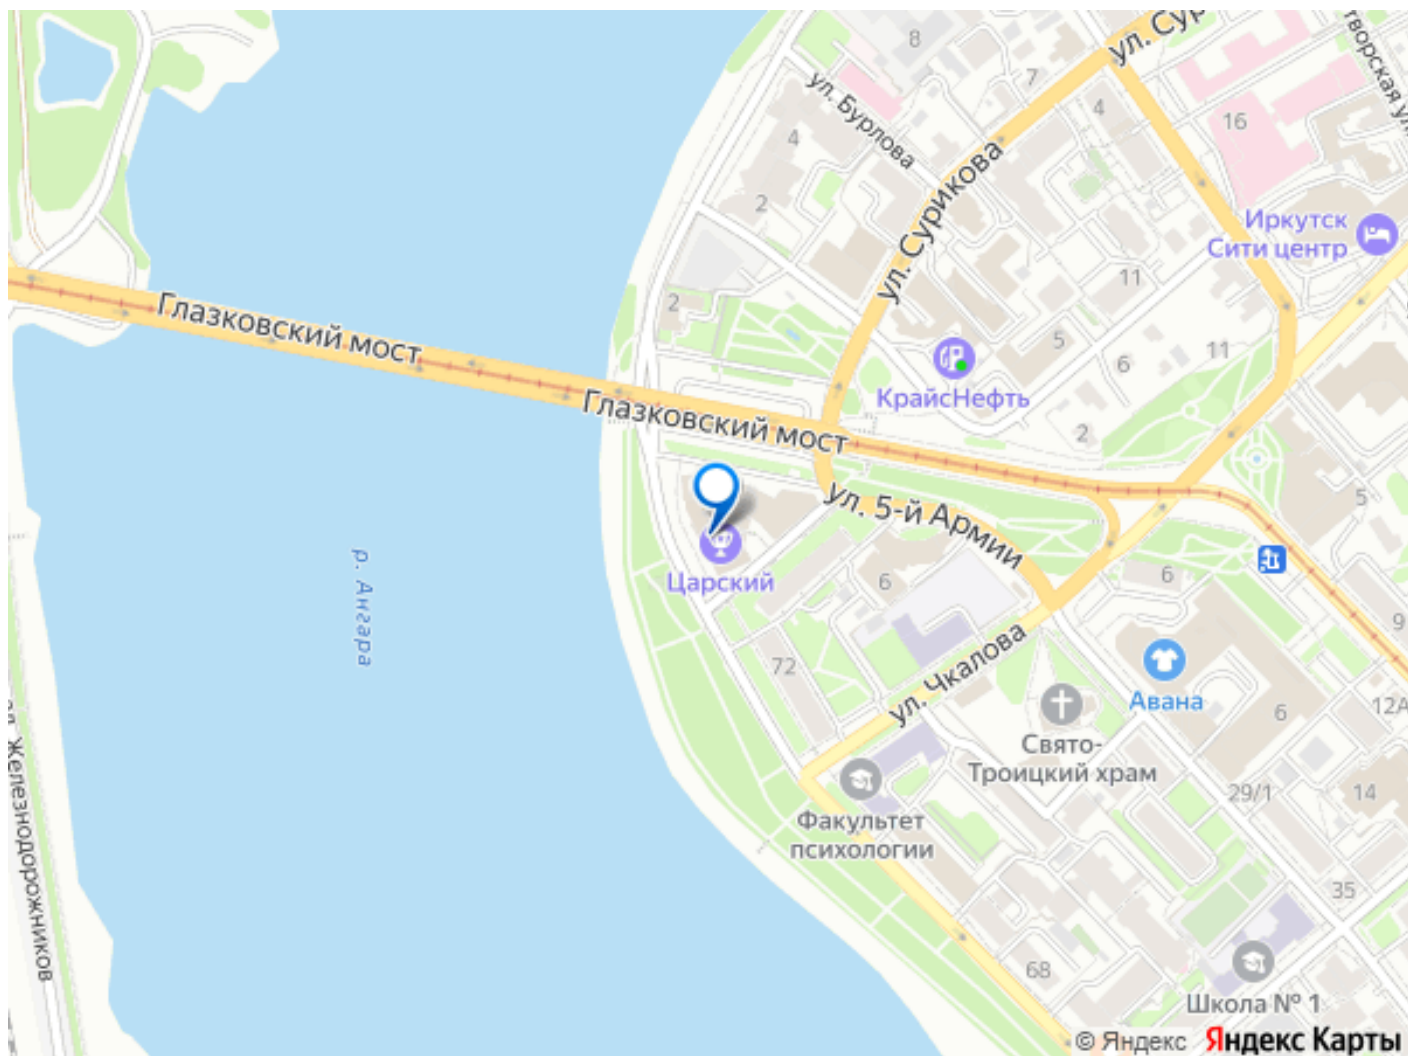 ул. Сур
творская ул.
8
7
4
16
ул. Бурлова
4
2
ул. Сурикова
Иркутск
Сити центр
11
2
Глазковский мост
5
11
6
КрайсНефть
2
Глазковский мост
5
ул. 5-й Армии
р. Ангара
Царский
6
6
9
72
ул. Чкалова
Авана
6
12А
Свято-
Троицкий храм
29/1
14
Факультет
психологии
ул. Железнодорожников
35
68
Школа № 1
© Яндекс Яндекс Карты